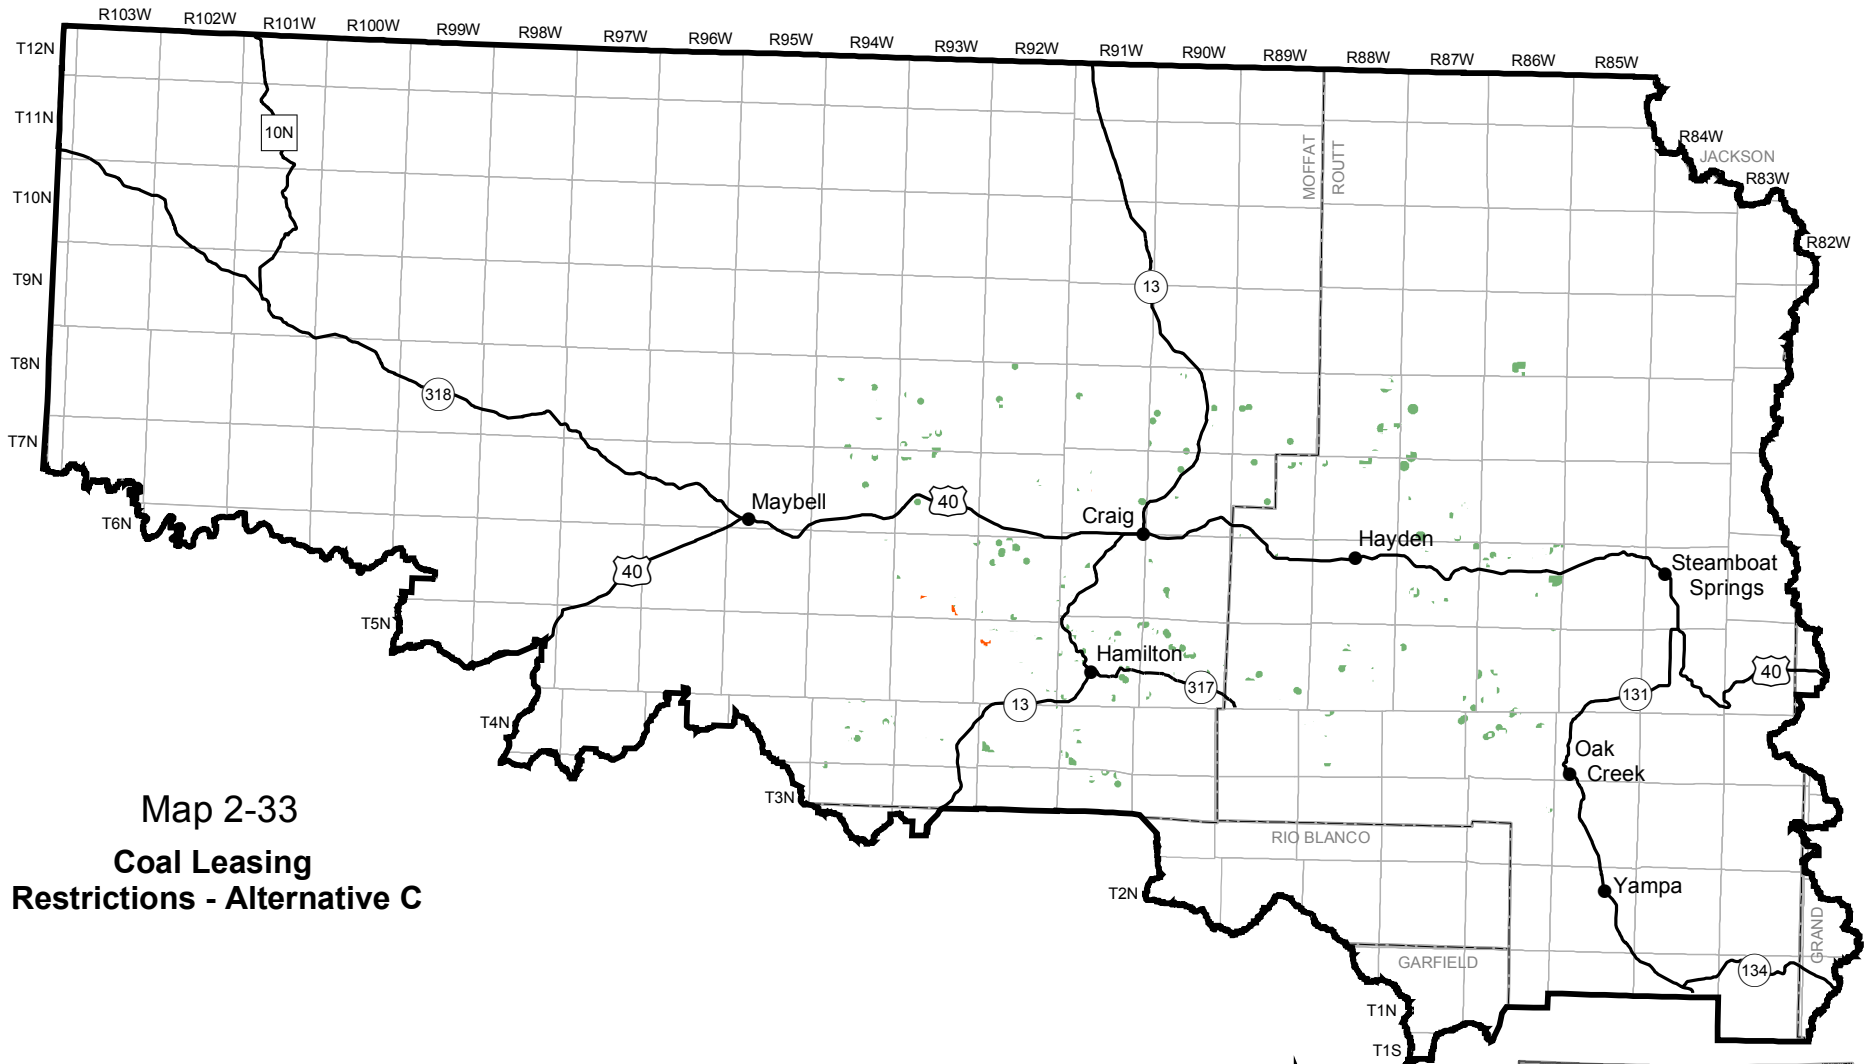 R103W R102W R101W R100W R99W R98W R97W R96W R95W R94W R93W R92W R91W R90W R89W R88W R87W R86W R85W
T12N
T11N
10N
MOFFAT
ROUTT
R84W
JACKSON
R83W
T10N
R82W
T9N
13
T8N
318
T7N
Maybell
40
Craig
T6N
Hayden
40
Steamboat
Springs
T5N
Hamilton
317
40
131
13
T4N
Oak
Creek
T3N
Map 2-33
RIO BLANCO
Coal Leasing
Restrictions - Alternative C
T2N
Yampa
GRAND
GARFIELD
134
T1N
T1S